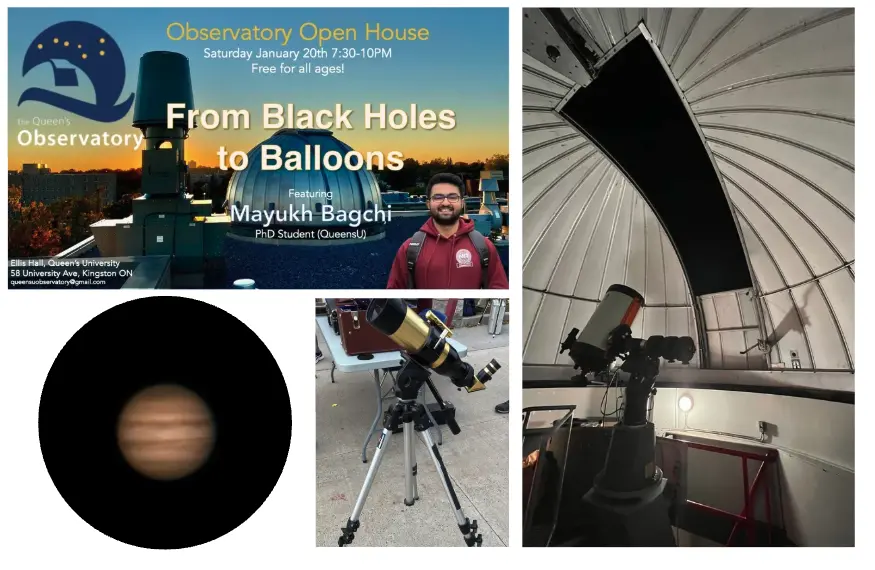 Observatory Open House
Saturday January 20th 7:30-10PM
Free for all ages!
the Queen's
Observatory
From Black Holes
to Balloons
Featuring
Mayukh Bagchi
PhD Student (QueensU)
Ellis Hall, Queen's University
58 University Ave, Kingston ON
queensuobservatory@gmail.com